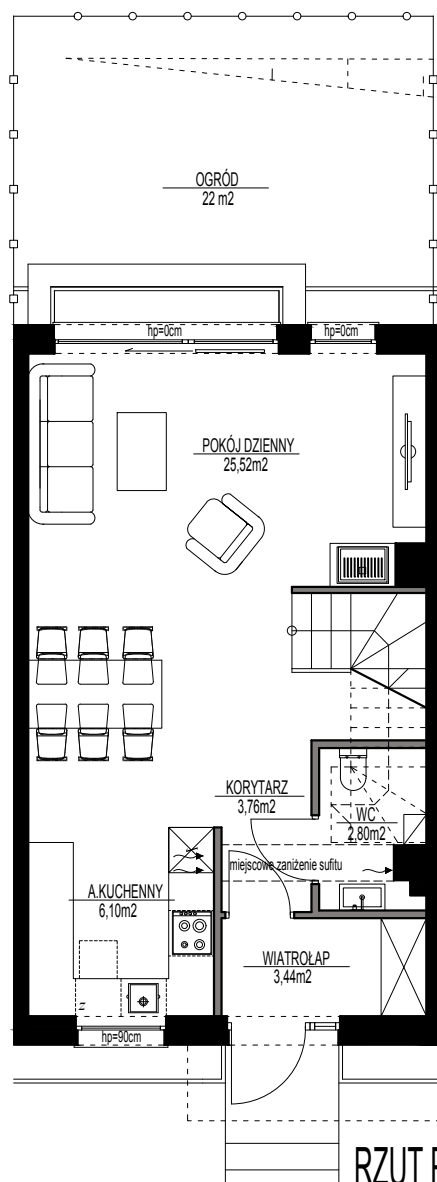 OGRÓD
22 m2
hp=0cm
hp=0cm
POKÓJ DZIENNY
25,52m2
KORYTARZ
3,76m2
WC
2,80m2
miejscowe zaniżenie sufitu
A.KUCHENNY
6,10m2
WIATROŁAP
3,44m2
z
hp=90cm
RZUT